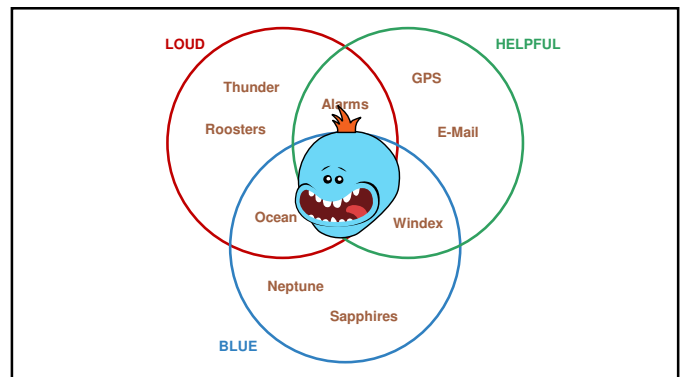 LOUD
HELPFUL
Thunder
GPS
Alarms
Roosters
E-Mail
Ocean
Windex
Neptune
Sapphires
BLUE